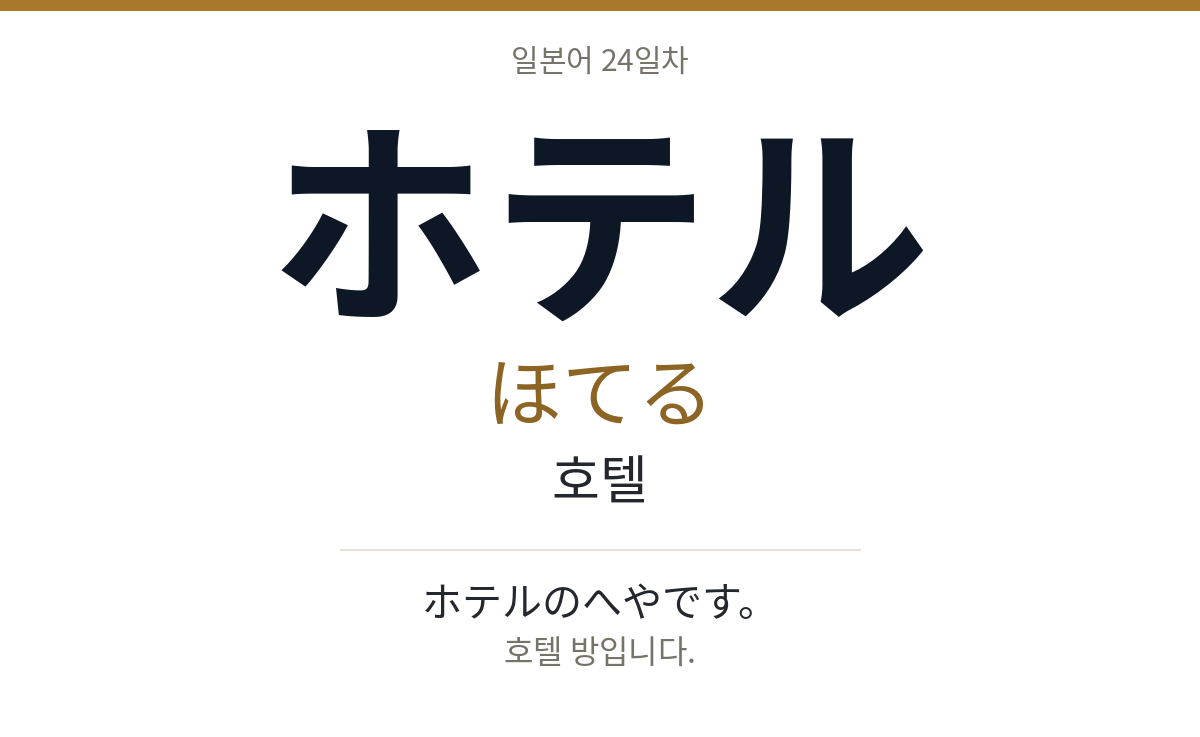 일본어 24일차
ホテル
ほてる
호텔
ホテルのへやです。
호텔 방입니다.